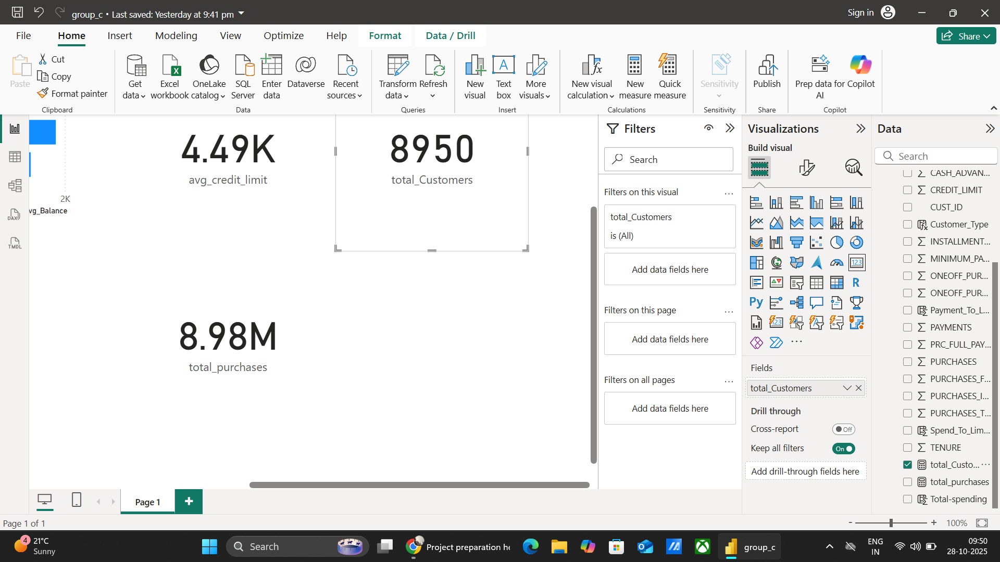 group_c • Last saved: Yesterday at 9:41 pm
Sign in
File
Home
Insert
Modeling
View
Optimize
Help
Format
Data / Drill
Share
Paste
Cut
Copy
Format painter
Clipboard
Get data
Excel workbook
OneLake catalog
SQL Server
Enter data
Dataverse
Recent sources
Data
Transform data
Refresh
Queries
New visual
Text box
More visuals
Insert
New visual calculation
New measure
Quick measure
Calculations
Sensitivity
Sensitivity
Publish
Share
Prep data for AI
Copilot
Copilot
4.49K
avg_credit_limit
8950
total_Customers
2K
vg_Balance
8.98M
total_purchases
DAX
TMDL
Filters
Search
Filters on this visual
...
total_Customers
is (All)
Add data fields here
Filters on this page
...
Add data fields here
Filters on all pages
...
Add data fields here
Visualizations
Build visual
123
R
Py
123
...
Fields
total_Customers
Drill through
Cross-report
Off
Keep all filters
On
Add drill-through fields here
Data
Search
CASH_ADVAN...
CREDIT_LIMIT
CUST_ID
Customer_Type
INSTALLMENT...
MINIMUM_PA...
ONEOFF_PUR...
ONEOFF_PUR...
Payment_To_L...
PAYMENTS
PRC_FULL_PAY...
PURCHASES
PURCHASES_F...
PURCHASES_I...
PURCHASES_T...
Spend_To_Lim...
TENURE
total_Custo... ...
total_purchases
Total-spending
Page 1
+
Page 1 of 1
- + 100%
4
21°C
Sunny
Search
Project preparation he
group_c
ENG
IN
09:50
28-10-2025